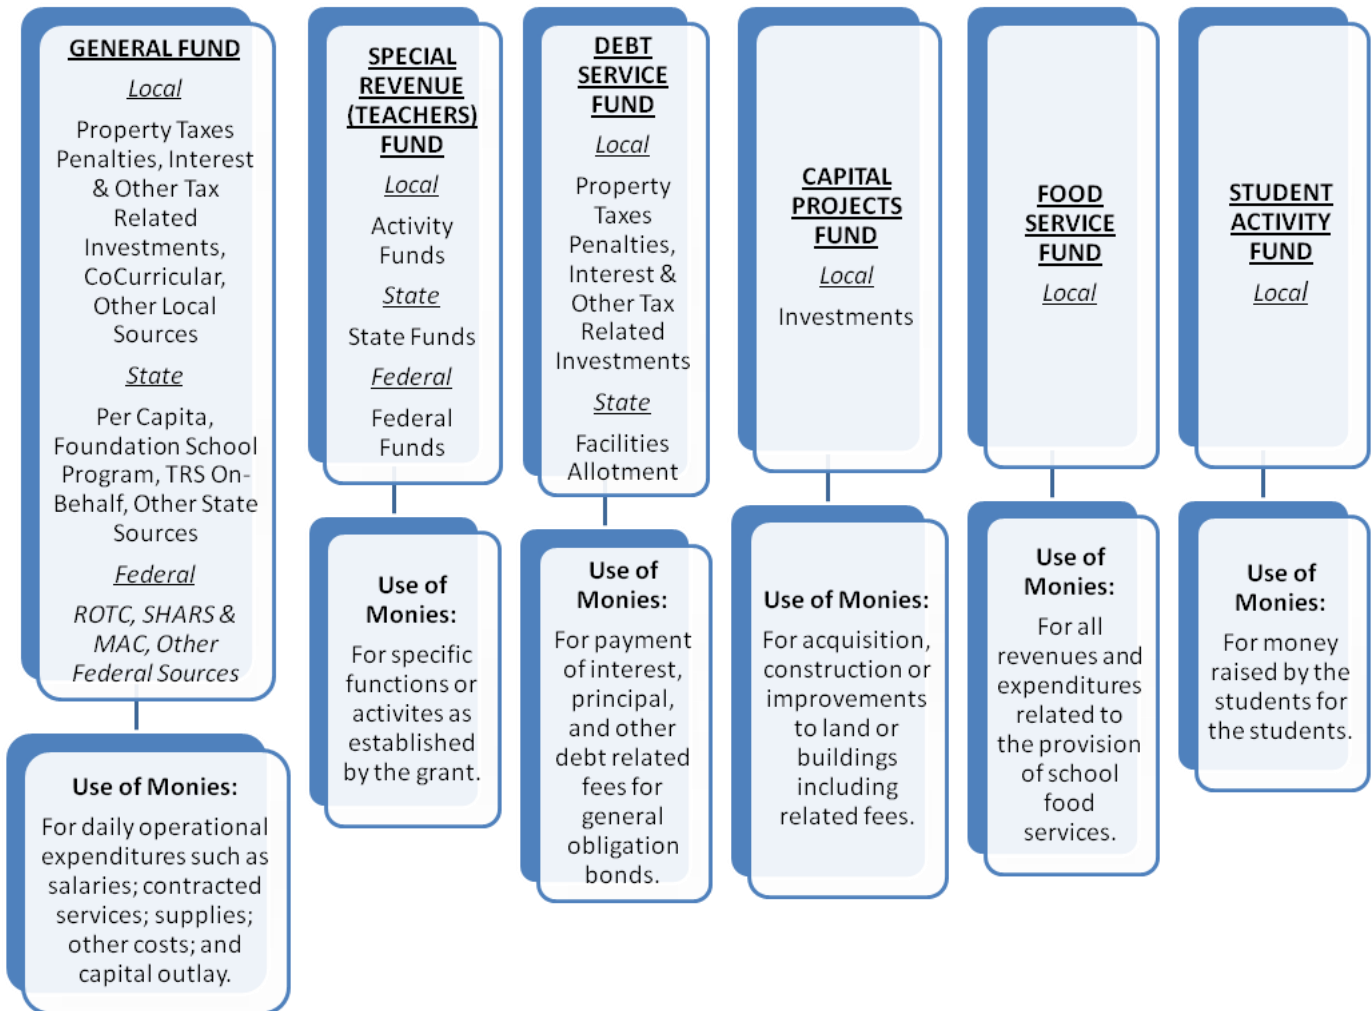 GENERAL FUND
Local
Property Taxes
Penalties, Interest
& Other Tax
Related
Investments,
CoCurricular,
Other Local
Sources
State
Per Capita,
Foundation School
Program, TRS On-
Behalf, Other State
Sources
Federal
ROTC, SHARS &
MAC, Other
Federal Sources
Use of Monies:
For daily operational
expenditures such as
salaries; contracted
services; supplies;
other costs; and
capital outlay.
SPECIAL
REVENUE
(TEACHERS)
FUND
Local
Activity
Funds
State
State Funds
Federal
Federal
Funds
Use of
Monies:
For specific
functions or
activites as
established
by the grant.
DEBT
SERVICE
FUND
Local
Property
Taxes
Penalties,
Interest &
Other Tax
Related
Investments
State
Facilities
Allotment
Use of
Monies:
For payment
of interest,
principal,
and other
debt related
fees for
general
obligation
bonds.
CAPITAL
PROJECTS
FUND
Local
Investments
Use of Monies:
For acquisition,
construction or
improvements
to land or
buildings
including
related fees.
FOOD
SERVICE
FUND
Local
Use of
Monies:
For all
revenues and
expenditures
related to
the provision
of school
food
services.
STUDENT
ACTIVITY
FUND
Local
Use of
Monies:
For money
raised by the
students for
the students.